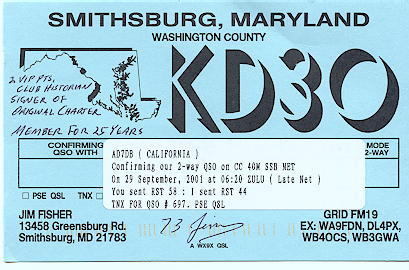 SMITHSBURG, MARYLAND
WASHINGTON COUNTY
KD3O
2 VIP PTS,
CLUB HISTORIAN
SIGNER OF
ORIGINAL CHARTER
MEMBER FOR 25 YEARS
CONFIRMING
QSO WITH
MODE
2-WAY
AD7DB ( CALIFORNIA )
Confirming our 2-way QSO on CC 40M SSB NET
On 29 September, 2001 at 06:20 ZULU ( Late Net )
You sent RST 58 : I sent RST 44
TNX FOR QSO # 697. PSE QSL
PSE QSL TNX
JIM FISHER
13458 Greensburg Rd.
Smithsburg, MD 21783
73 Jim
A WX9X QSL
GRID FM19
EX: WA9FDN, DL4PX,
WB4OCS, WB3GWA